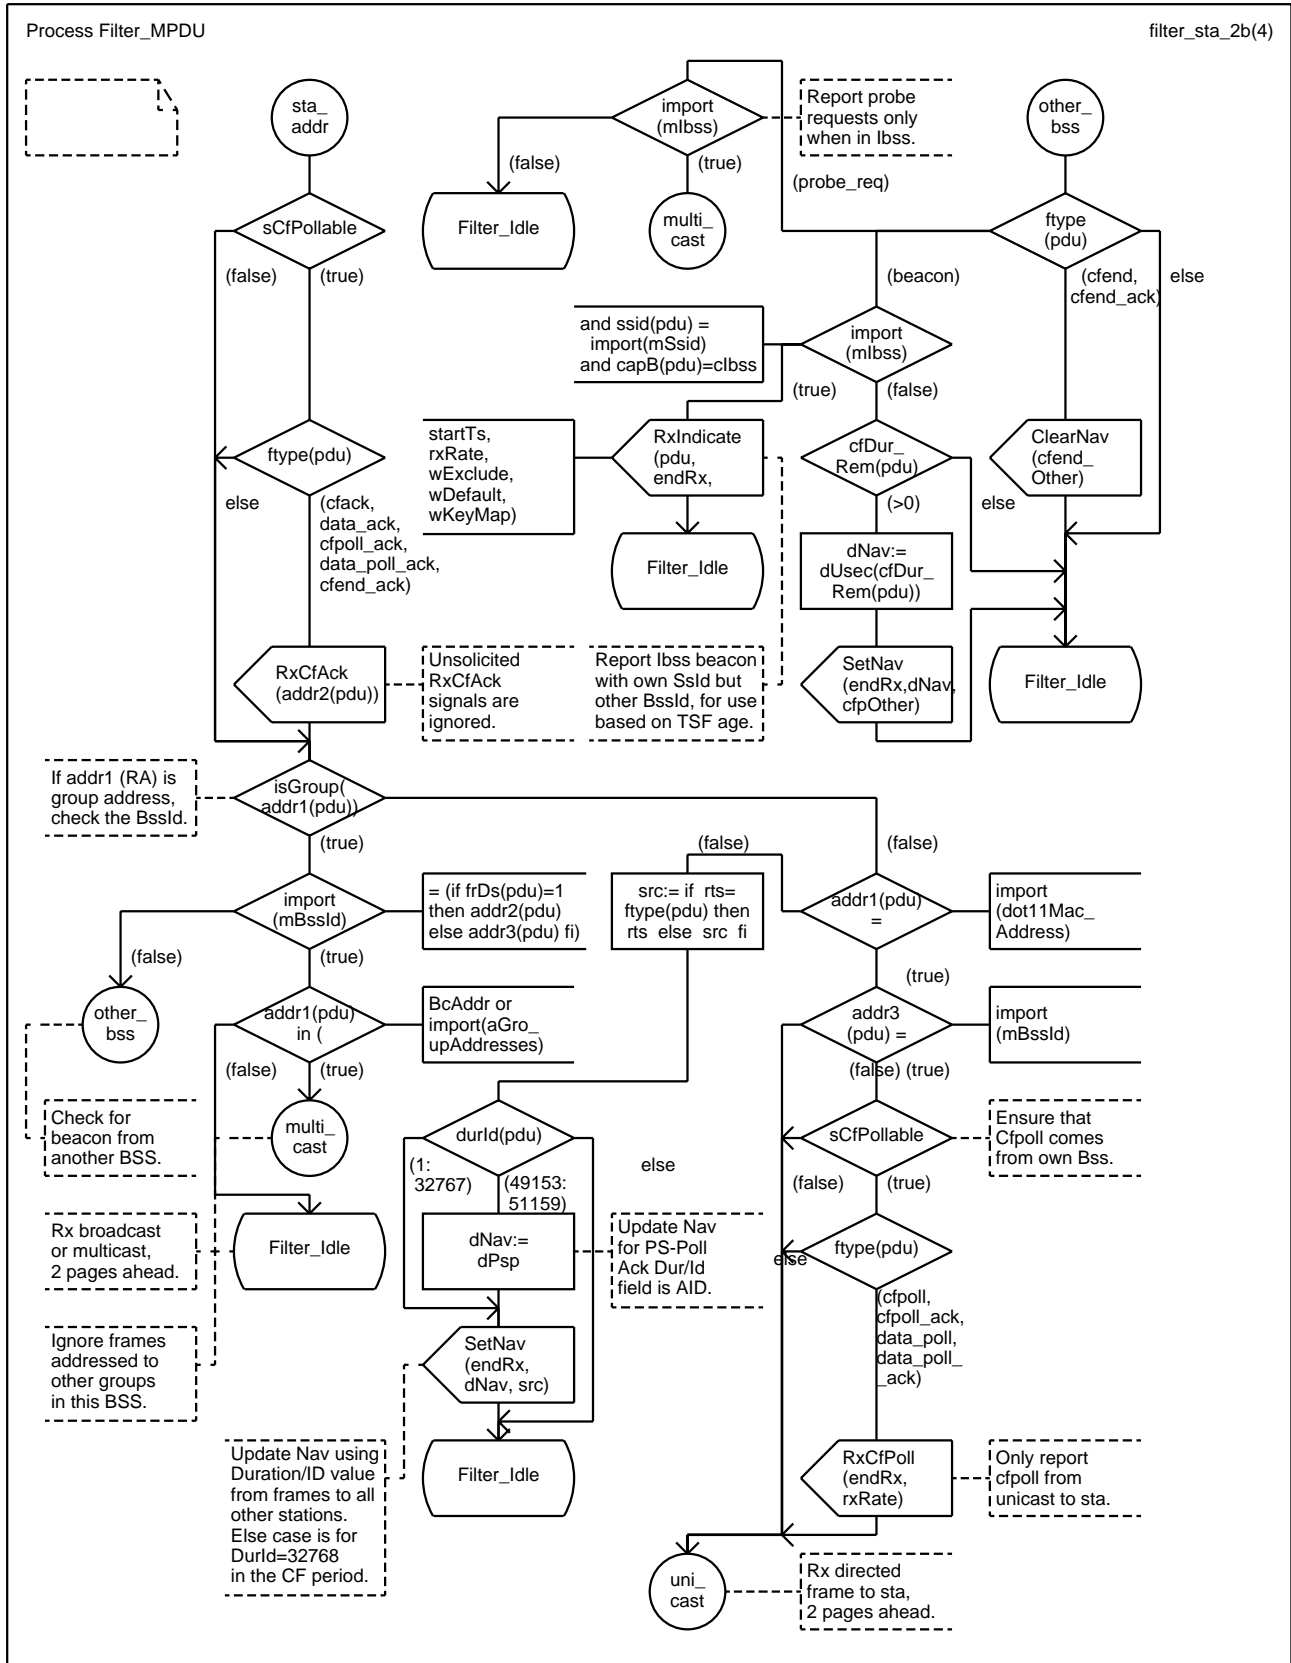 Process Filter_MPDU
filter_sta_2b(4)
sta_
addr
import
(mIbss)
Report probe
requests only
when in Ibss.
other_
bss
(false)
(true)
(probe_req)
sCfPollable
Filter_Idle
multi_
cast
ftype
(pdu)
(false)
(true)
(beacon)
(cfend,
cfend_ack)
else
and ssid(pdu) =
import(mSsid)
and capB(pdu)=cIbss
import
(mIbss)
(true)
(false)
ftype(pdu)
startTs,
rxRate,
wExclude,
wDefault,
wKeyMap)
RxIndicate
(pdu,
endRx,
cfDur_
Rem(pdu)
ClearNav
(cfend_
Other)
else
(cfack,
data_ack,
cfpoll_ack,
data_poll_ack,
cfend_ack)
(>0)
else
Filter_Idle
dNav:=
dUsec(cfDur_
Rem(pdu))
RxCfAck
(addr2(pdu))
Unsolicited
RxCfAck
signals are
ignored.
Report Ibss beacon
with own SsId but
other BssId, for use
based on TSF age.
SetNav
(endRx,dNav,
cfpOther)
Filter_Idle
If addr1 (RA) is
group address,
check the BssId.
isGroup(
addr1(pdu))
(true)
(false)
(false)
import
(mBssId)
= (if frDs(pdu)=1
then addr2(pdu)
else addr3(pdu) fi)
src:= if rts=
ftype(pdu) then
rts else src fi
addr1(pdu)
=
import
(dot11Mac_
Address)
(false)
(true)
(true)
other_
bss
addr1(pdu)
in (
BcAddr or
import(aGro_
upAddresses)
addr3
(pdu) =
import
(mBssId)
(false)
(true)
(false) (true)
Check for
beacon from
another BSS.
multi_
cast
durId(pdu)
sCfPollable
Ensure that
Cfpoll comes
from own Bss.
(1:
32767)
(49153:
51159)
else
(false)
(true)
Rx broadcast
or multicast,
2 pages ahead.
Filter_Idle
dNav:=
dPsp
Update Nav
for PS-Poll
Ack Dur/Id
field is AID.
else
ftype(pdu)
(cfpoll,
cfpoll_ack,
data_poll,
data_poll_
_ack)
Ignore frames
addressed to
other groups
in this BSS.
SetNav
(endRx,
dNav, src)
Update Nav using
Duration/ID value
from frames to all
other stations.
Else case is for
DurId=32768
in the CF period.
Filter_Idle
RxCfPoll
(endRx,
rxRate)
Only report
cfpoll from
unicast to sta.
uni_
cast
Rx directed
frame to sta,
2 pages ahead.